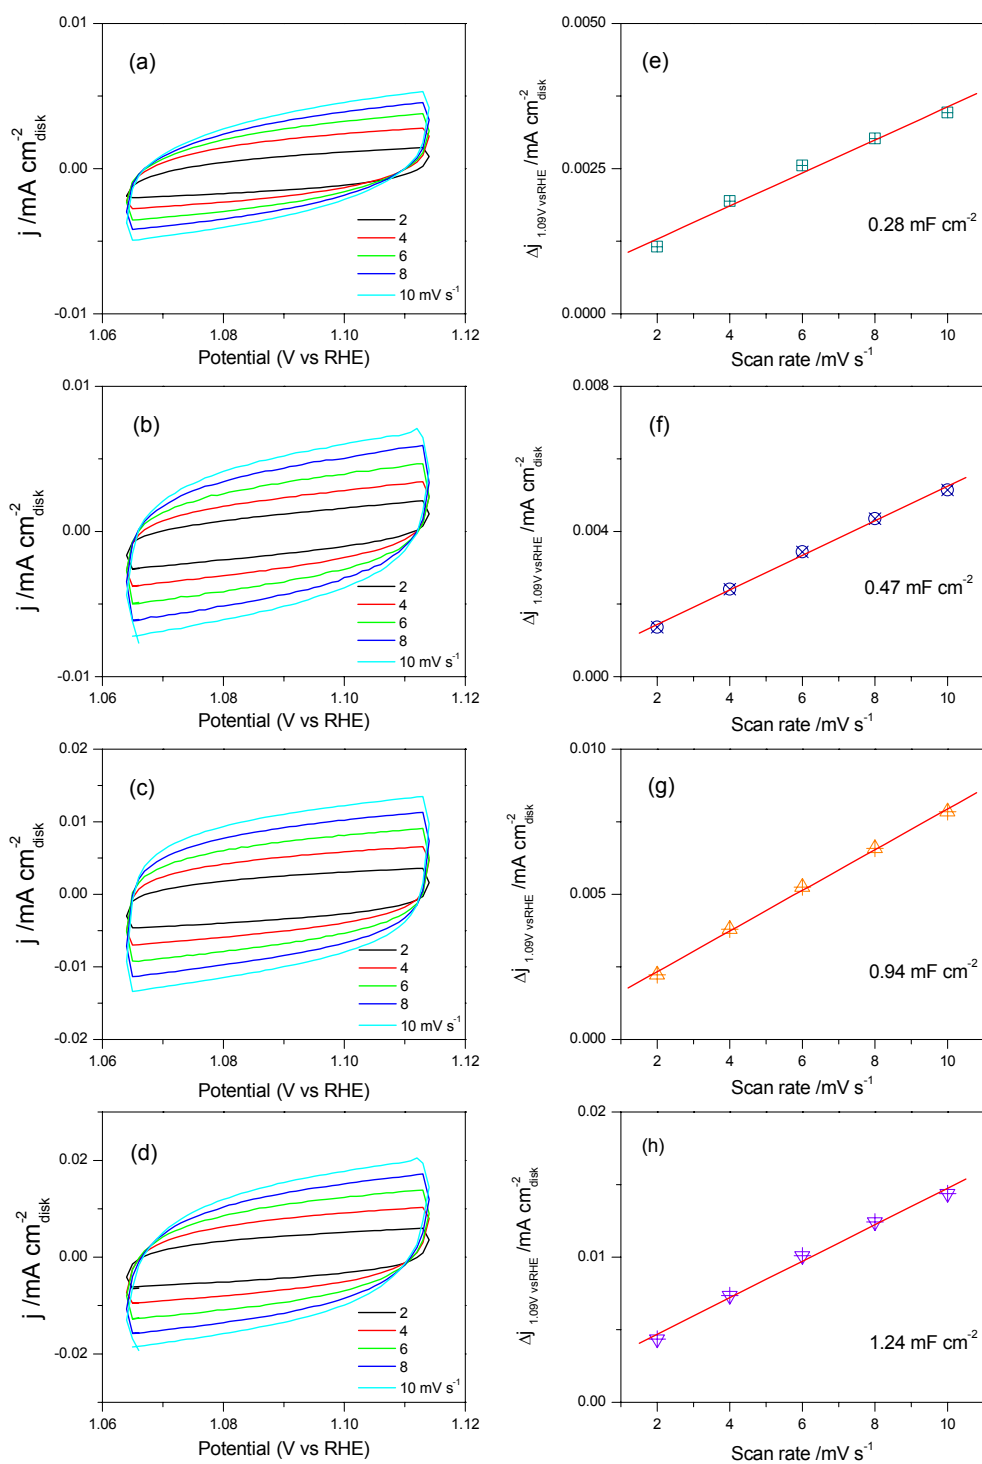 (a)
0.01
0.00
-0.01
j /mA cm-2disk
2
4
6
8
10 mV s-1
1.06 1.08 1.10 1.12
Potential (V vs RHE)
(e)
0.0050
0.0025
0.0000
Δj 1.09V vsRHE /mA cm-2disk
0.28 mF cm-2
2 4 6 8 10
Scan rate /mV s-1
(b)
0.01
0.00
-0.01
j /mA cm-2disk
2
4
6
8
10 mV s-1
1.06 1.08 1.10 1.12
Potential (V vs RHE)
(f)
0.008
0.004
0.000
Δj 1.09V vsRHE /mA cm-2disk
0.47 mF cm-2
2 4 6 8 10
Scan rate /mV s-1
(c)
0.02
0.01
0.00
-0.01
-0.02
j /mA cm-2disk
2
4
6
8
10 mV s-1
1.06 1.08 1.10 1.12
Potential (V vs RHE)
(g)
0.010
0.005
0.000
Δj 1.09V vsRHE /mA cm-2disk
0.94 mF cm-2
2 4 6 8 10
Scan rate /mV s-1
(d)
0.02
0.00
-0.02
j /mA cm-2disk
2
4
6
8
10 mV s-1
1.06 1.08 1.10 1.12
Potential (V vs RHE)
(h)
0.02
0.01
0.00
Δj 1.09V vsRHE /mA cm-2disk
1.24 mF cm-2
2 4 6 8 10
Scan rate /mV s-1